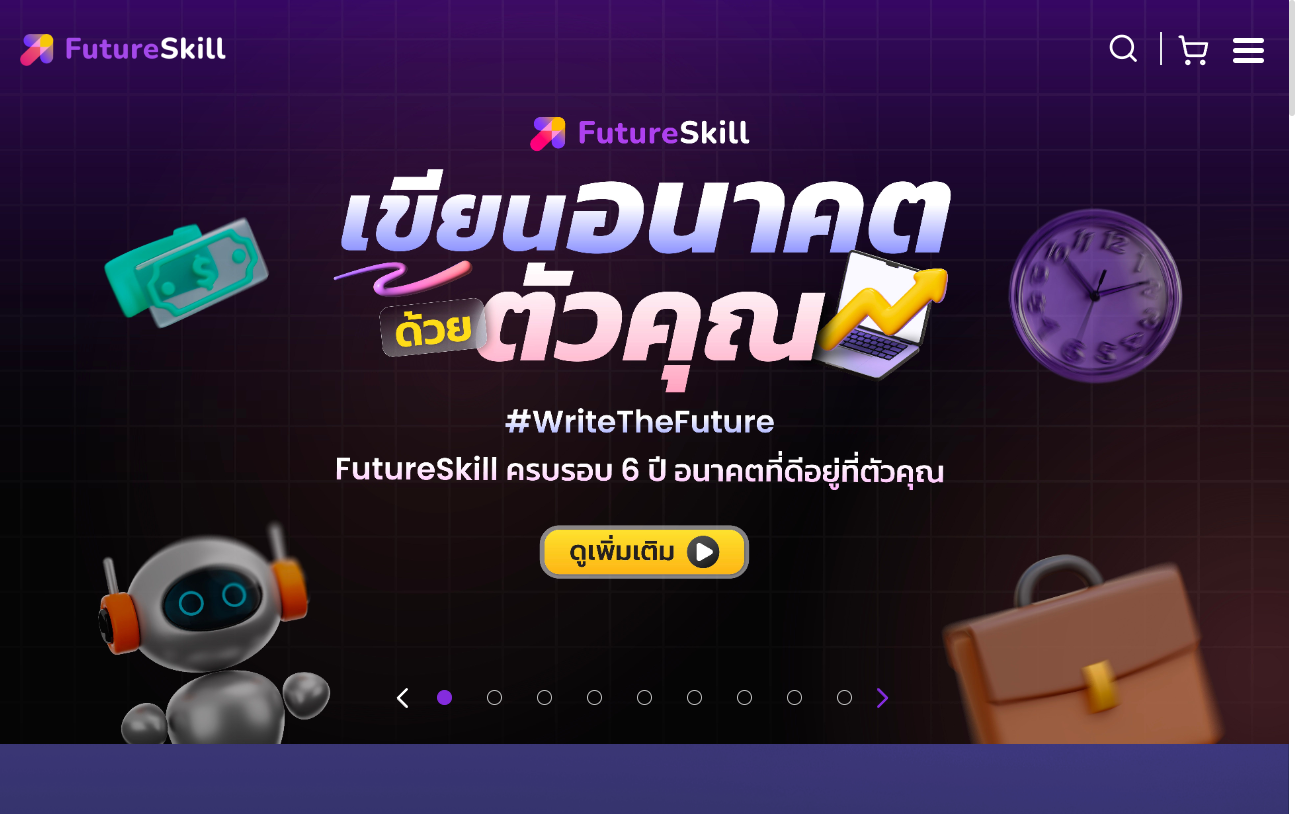 FutureSkill
FutureSkill
เขียนอนาคต
ด้วย ตัวคุณ
#WriteTheFuture
FutureSkill ครบรอบ 6 ปี อนาคตที่ดีอยู่ที่ตัวคุณ
ดูเพิ่มเติม